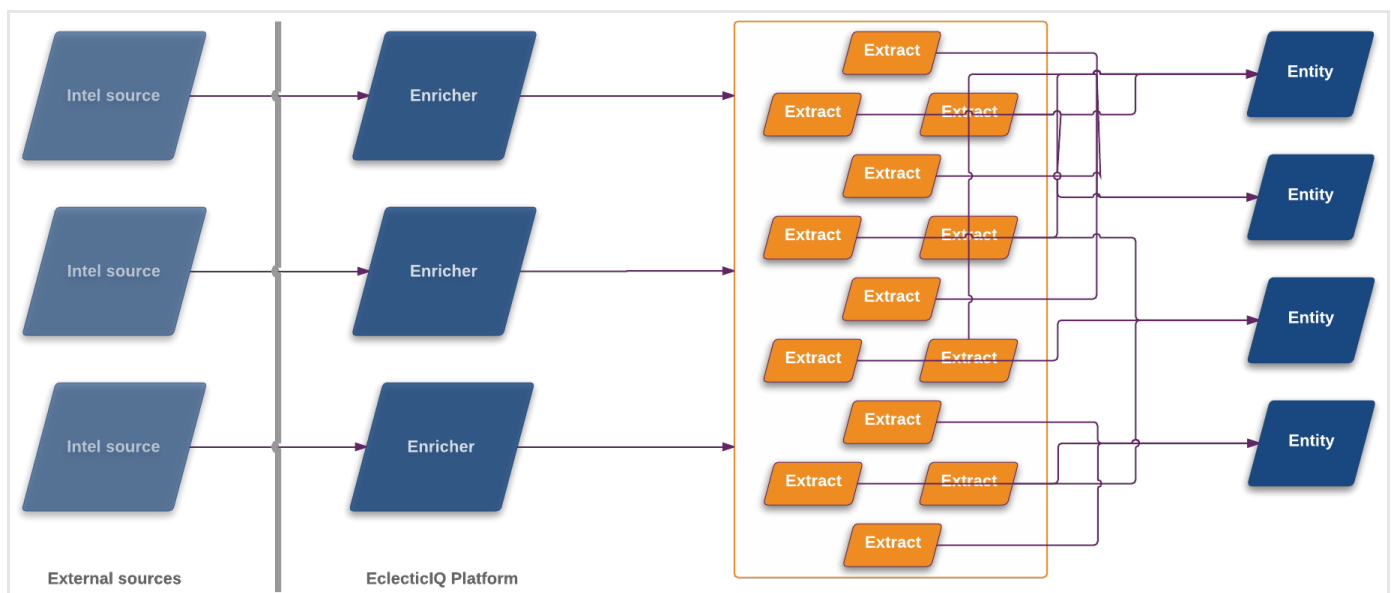 Intel source
Enricher
Extract
Entity
Extract
Extract
Extract
Entity
Extract
Extract
Intel source
Enricher
Extract
Entity
Extract
Extract
Extract
Entity
Intel source
Enricher
Extract
Extract
Extract
External sources
EclecticIQ Platform